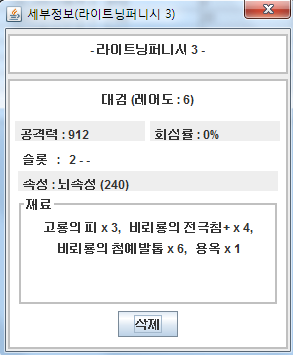 세부정보(라이트닝퍼니시 3)
- 라이트닝퍼니시 3 -
대검 (레어도 : 6)
공격력 : 912 회심률 : 0%
슬롯 : 2 - -
속성 : 뇌속성 (240)
재료
고룡의 피 x 3, 비리룡의 전극침+ x 4,
비리룡의 첨예발톱 x 6, 용옥 x 1
삭제